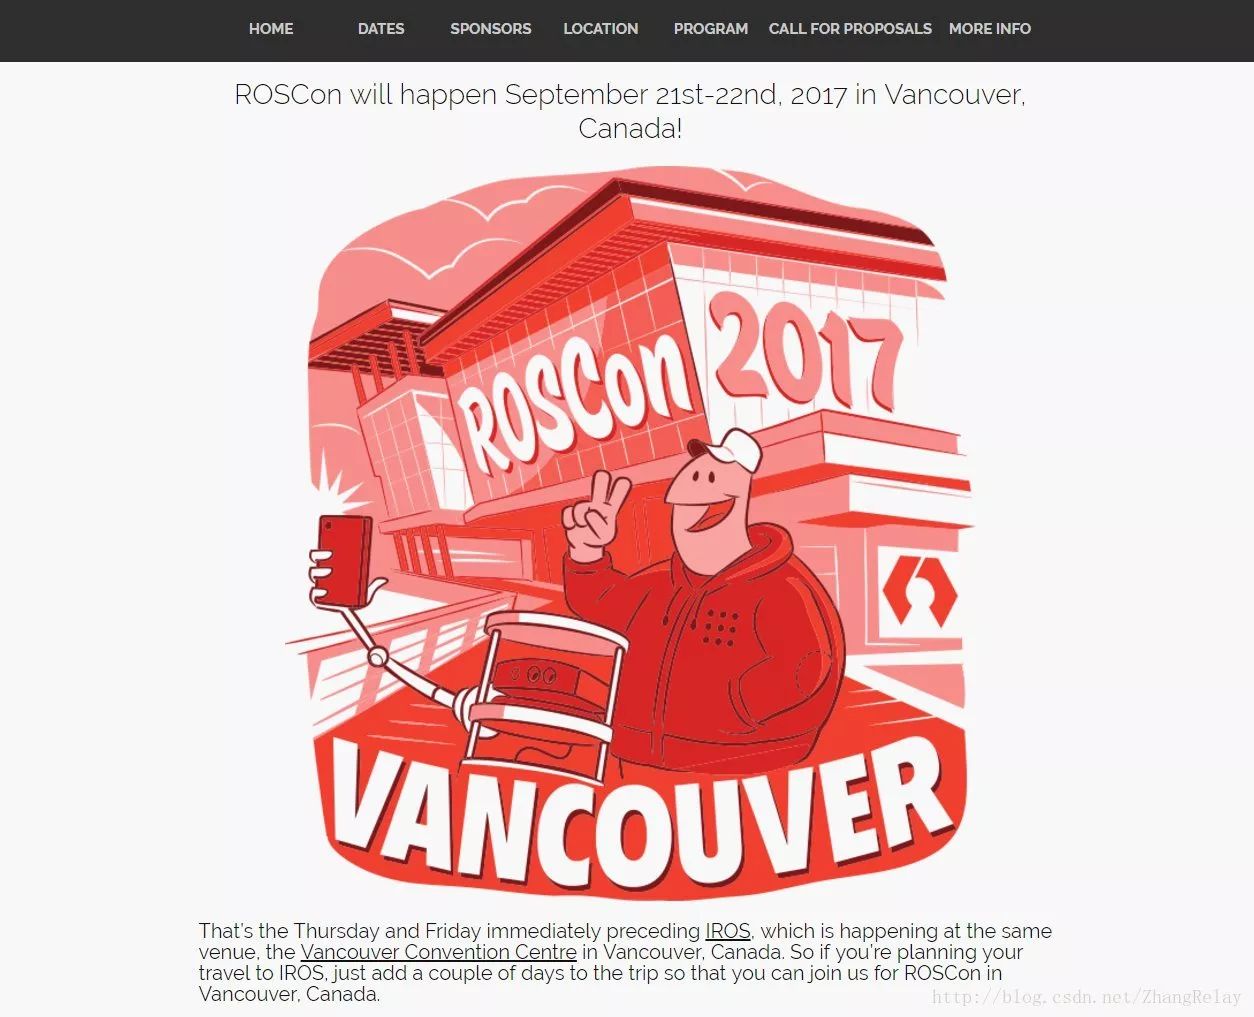 HOME DATES SPONSORS LOCATION PROGRAM CALL FOR PROPOSALS MORE INFO
ROSCon will happen September 21st-22nd, 2017 in Vancouver,
Canada!
ROSCon 2017
VANCOUVER
That's the Thursday and Friday immediately preceding IROS, which is happening at the same
venue, the Vancouver Convention Centre in Vancouver, Canada. So if you're planning your
travel to IROS, just add a couple of days to the trip so that you can join us for ROSCon in
Vancouver, Canada.
http://blog.csdn.net/ZhangRelay